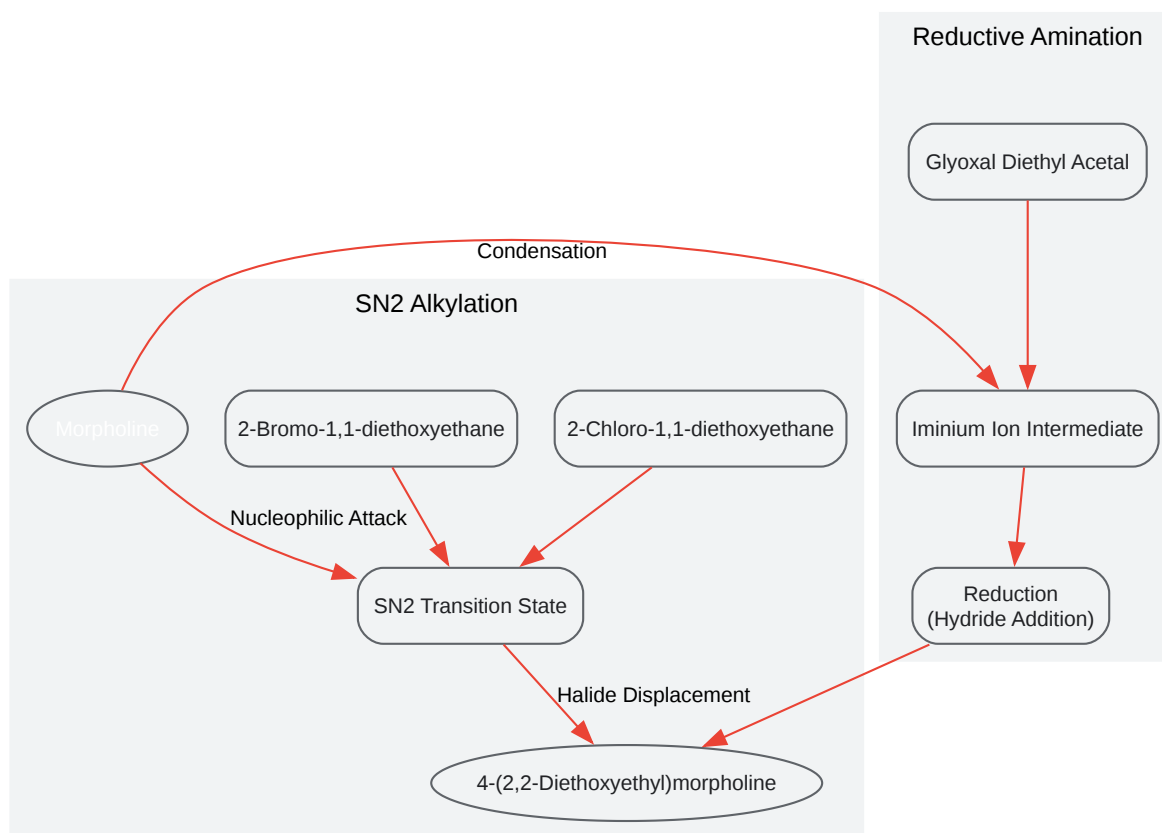 Reductive Amination
Glyoxal Diethyl Acetal
Condensation
SN2 Alkylation
Morpholine
2-Bromo-1,1-diethoxyethane
2-Chloro-1,1-diethoxyethane
Iminium Ion Intermediate
Nucleophilic Attack
SN2 Transition State
Reduction
(Hydride Addition)
Halide Displacement
4-(2,2-Diethoxyethyl)morpholine